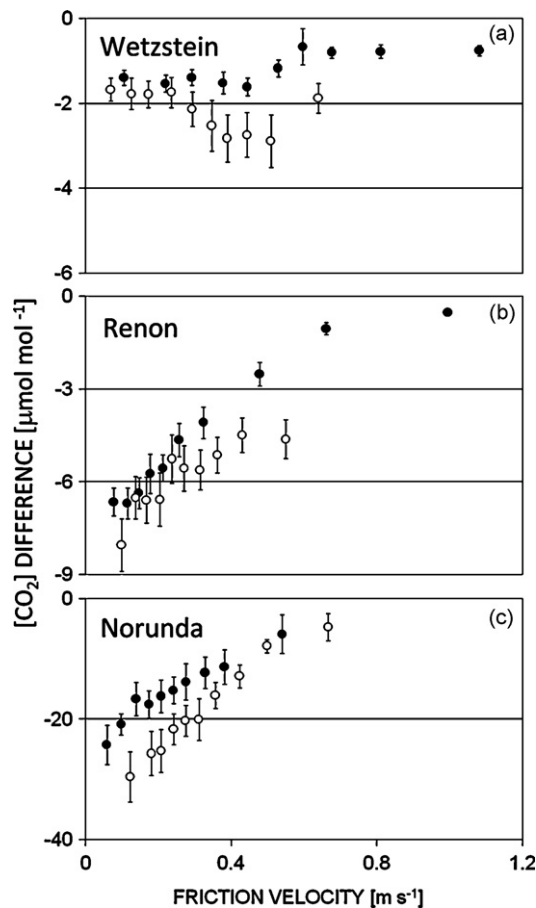 0
Wetzstein
(a)
-2
-4
-6
0
Renon
(b)
-3
-6
-9
0
Norunda
(c)
-20
-40
[CO₂] DIFFERENCE [µmol mol ⁻¹]
0 0.4 0.8 1.2
FRICTION VELOCITY [m s⁻¹]